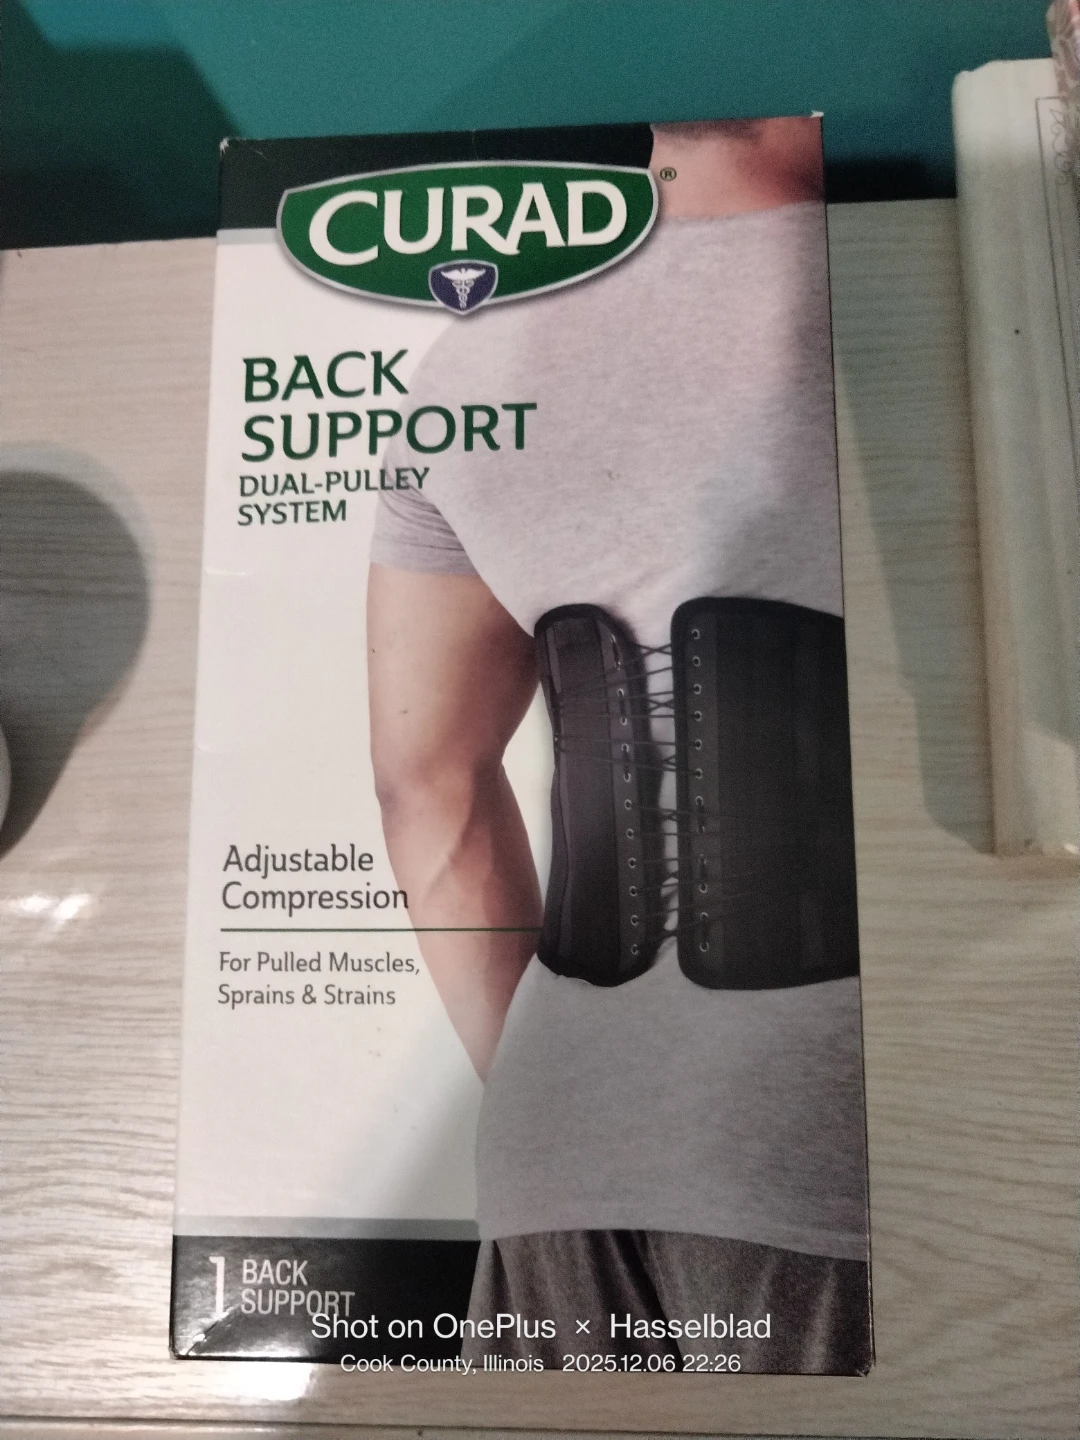 CURAD®
BACK
SUPPORT
DUAL-PULLEY
SYSTEM
Adjustable
Compression
For Pulled Muscles,
Sprains & Strains
1 BACK
SUPPORT
Shot on OnePlus × Hasselblad
Cook County, Illinois 2025.12.06 22:26